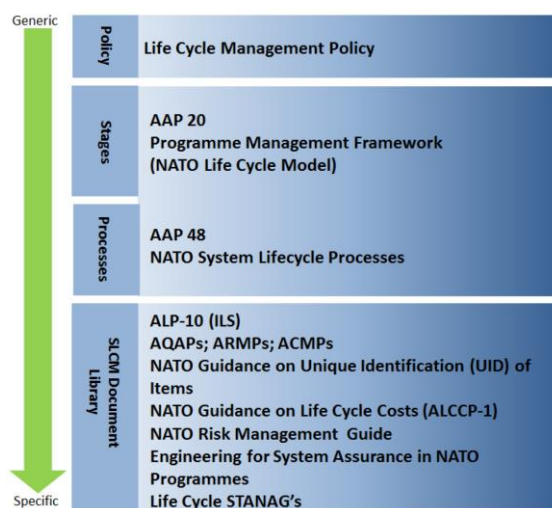 Generic
Policy
Life Cycle Management Policy
Stages
AAP 20
Programme Management Framework
(NATO Life Cycle Model)
Processes
AAP 48
NATO System Lifecycle Processes
SLCM Document
Library
ALP-10 (ILS)
AQAPs; ARMPs; ACMPs
NATO Guidance on Unique Identification (UID) of
Items
NATO Guidance on Life Cycle Costs (ALCCP-1)
NATO Risk Management Guide
Engineering for System Assurance in NATO
Programmes
Life Cycle STANAG's
Specific